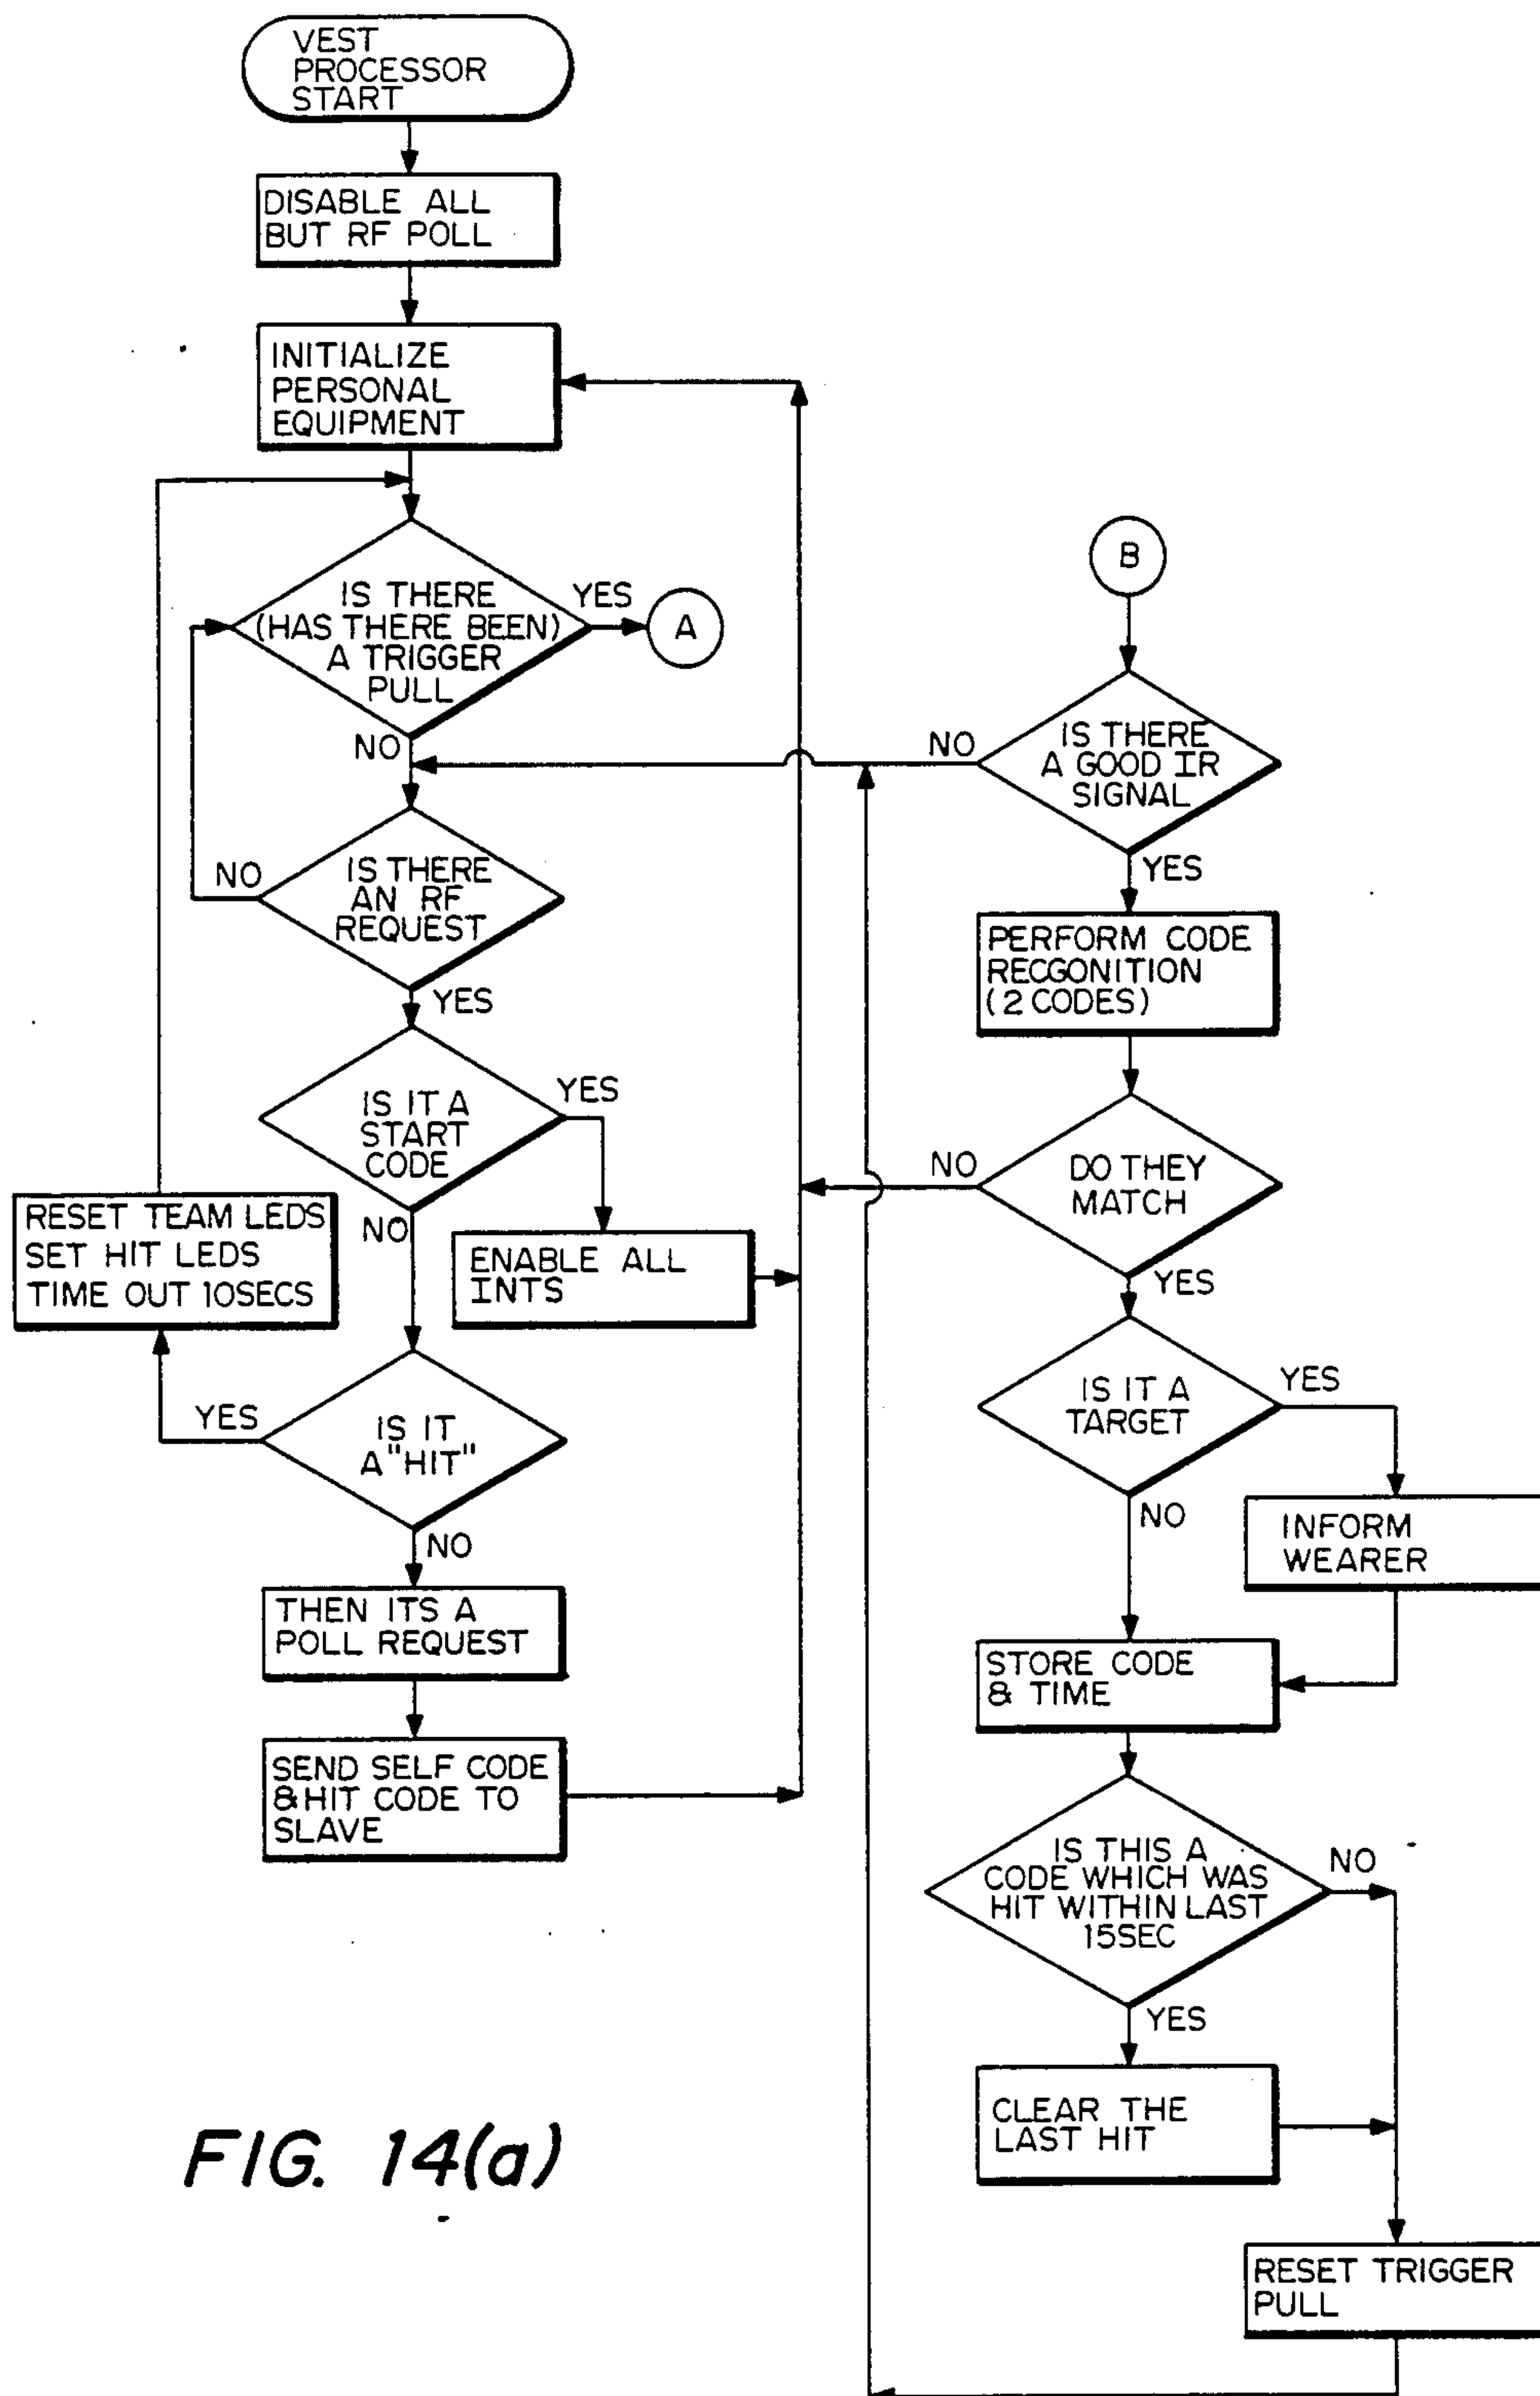 VEST
PROCESSOR
START
DISABLE ALL
BUT RF POLL
INITIALIZE
PERSONAL
EQUIPMENT
IS THERE
(HAS THERE BEEN)
A TRIGGER
PULL
YES
A
NO
IS THERE
AN RF
REQUEST
NO
YES
IS IT A
START
CODE
YES
NO
ENABLE ALL
INTS
RESET TEAM LEDS
SET HIT LEDS
TIME OUT 10SECS
IS IT
A "HIT"
YES
NO
THEN ITS A
POLL REQUEST
SEND SELF CODE
& HIT CODE TO
SLAVE
B
IS THERE
A GOOD IR
SIGNAL
NO
YES
PERFORM CODE
RECGONITION
(2 CODES)
DO THEY
MATCH
NO
YES
IS IT A
TARGET
YES
NO
INFORM
WEARER
STORE CODE
& TIME
IS THIS A
CODE WHICH WAS
HIT WITHIN LAST
15SEC
NO
YES
CLEAR THE
LAST HIT
RESET TRIGGER
PULL
FIG. 14(a)